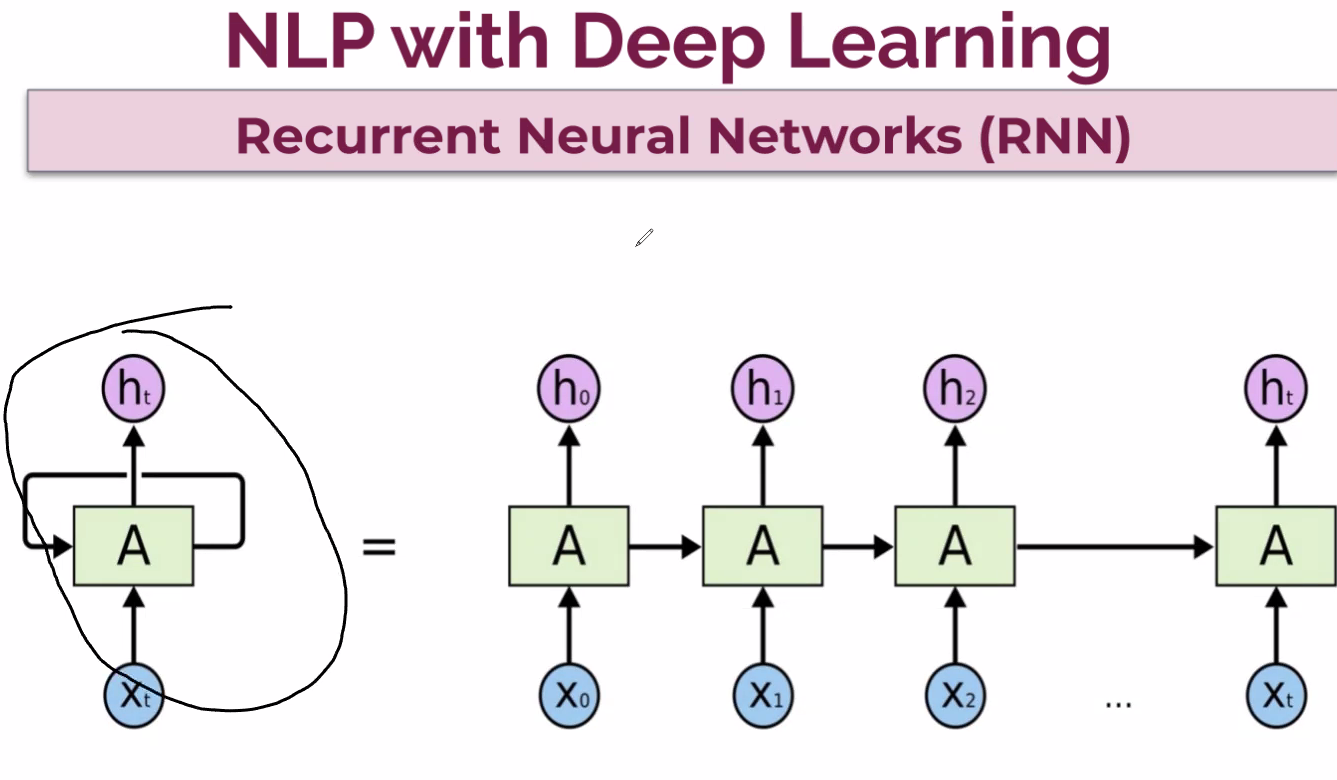 NLP with Deep Learning
Recurrent Neural Networks (RNN)
ht h0 h1 h2 ht
A = A A A A
xt x0 x1 x2 ... xt